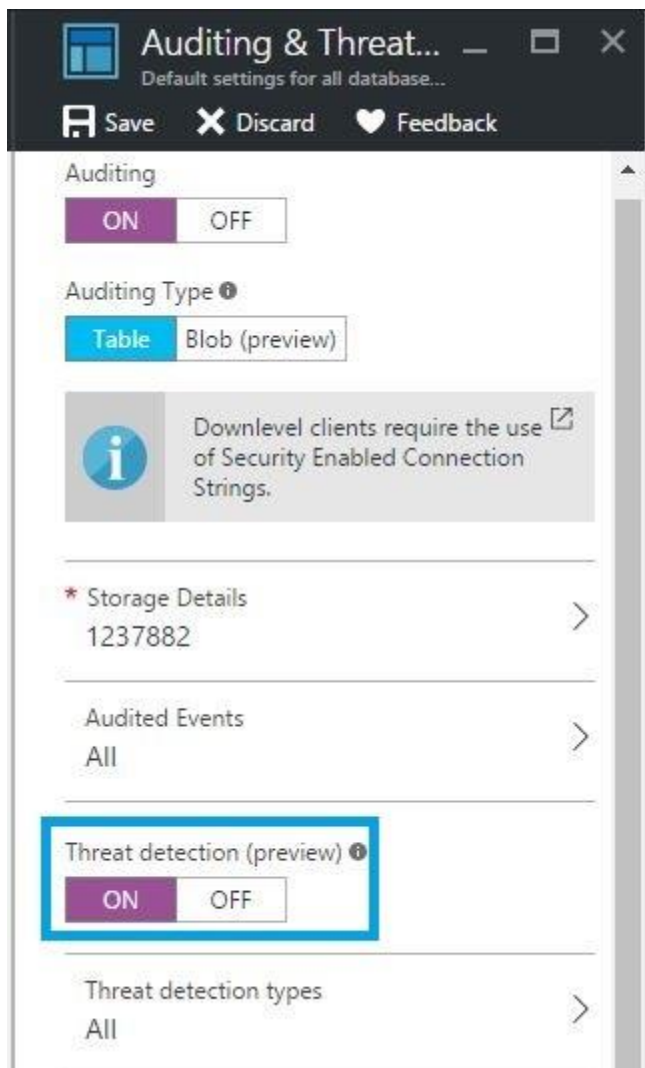 Auditing & Threat...
Default settings for all database...
Save Discard Feedback
Auditing
ON OFF
Auditing Type
Table Blob (preview)
Downlevel clients require the use
of Security Enabled Connection
Strings.
* Storage Details
1237882
Audited Events
All
Threat detection (preview)
ON OFF
Threat detection types
All